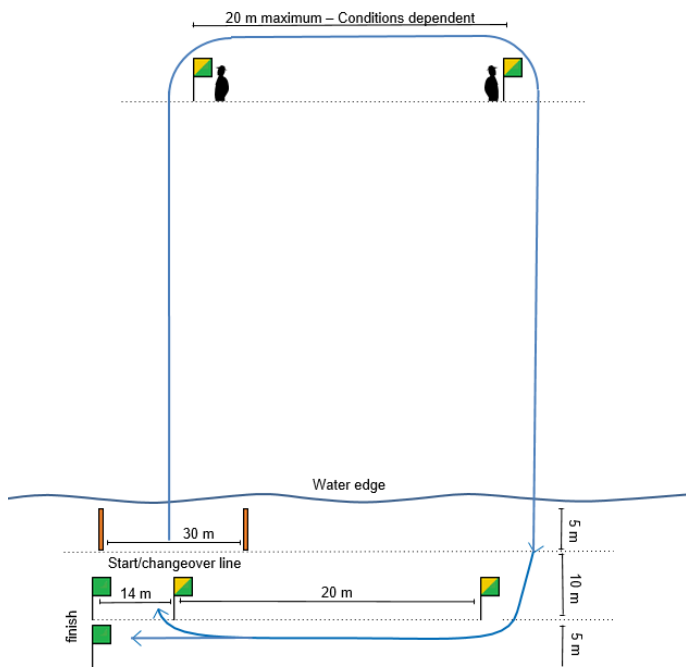 20 m maximum – Conditions dependent
Water edge
30 m
5 m
Start/changeover line
14 m
20 m
10 m
finish
5 m